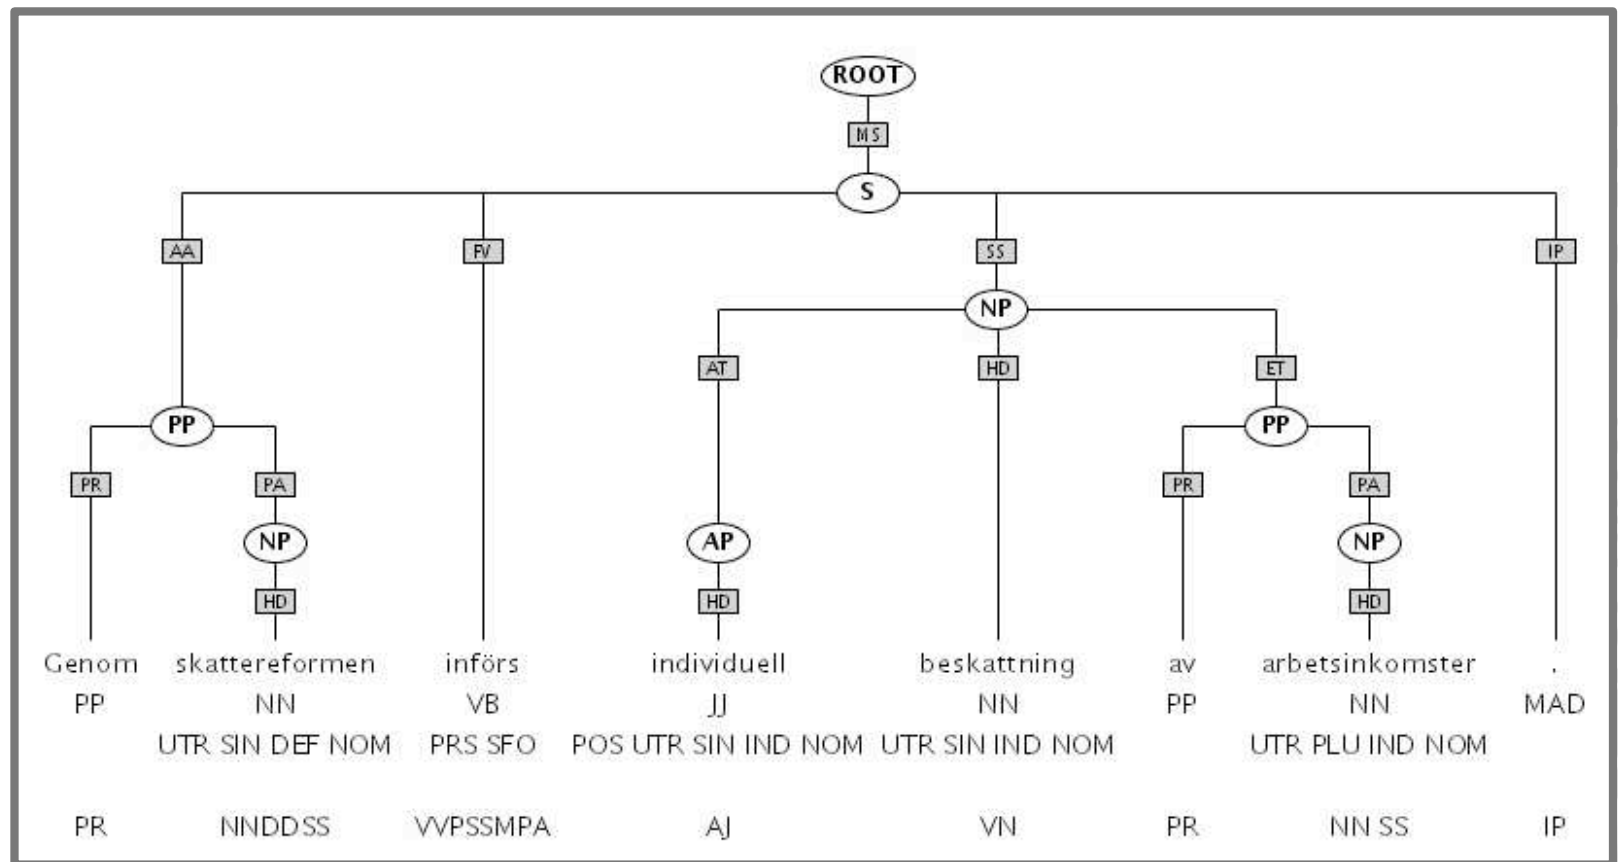 ROOT
MS
S
AA FV SS IP
NP
AT HD ET
PP PP
PR PA PR PA
NP AP NP
HD HD HD
Genom skattereformen införs individuell beskattning av arbetsinkomster .
PP NN VB JJ NN PP NN MAD
UTR SIN DEF NOM PRS SFO POS UTR SIN IND NOM UTR SIN IND NOM UTR PLU IND NOM
PR NNDDSS VVPSSMPA AJ VN PR NN SS IP